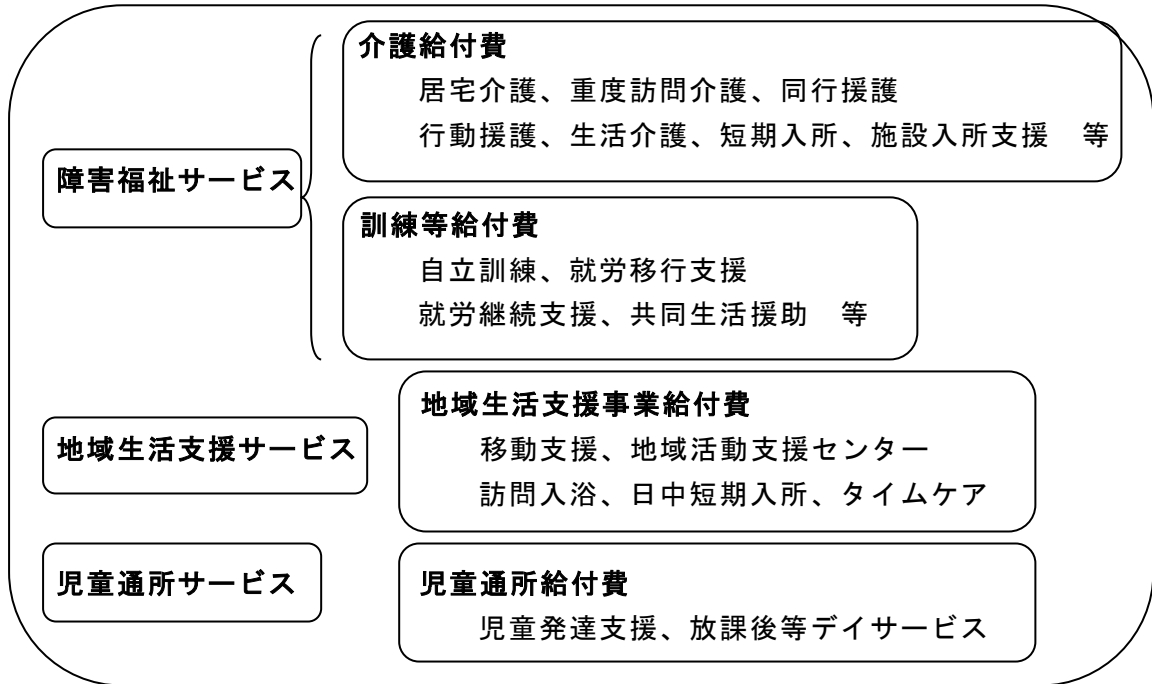 介護給付費
居宅介護、重度訪問介護、同行援護
行動援護、生活介護、短期入所、施設入所支援　等
障害福祉サービス
訓練等給付費
自立訓練、就労移行支援
就労継続支援、共同生活援助　等
地域生活支援サービス
地域生活支援事業給付費
移動支援、地域活動支援センター
訪問入浴、日中短期入所、タイムケア
児童通所サービス
児童通所給付費
児童発達支援、放課後等デイサービス